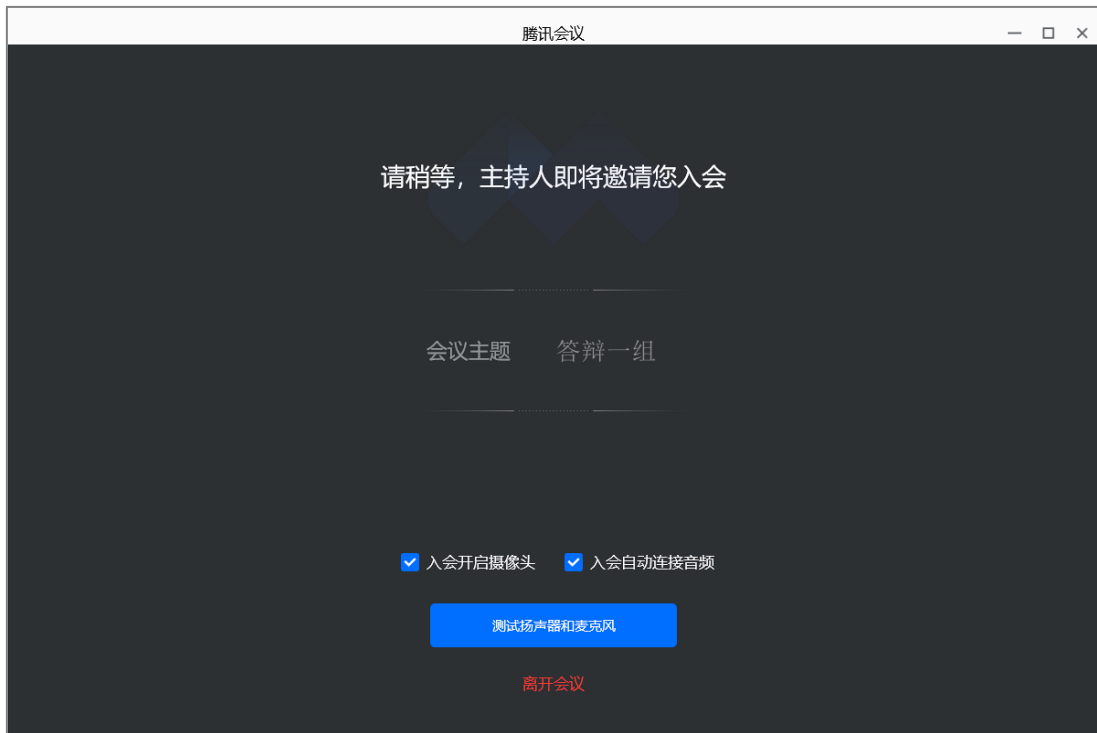 腾讯会议
请稍等，主持人即将邀请您入会
会议主题 答辩一组
入会开启摄像头 入会自动连接音频
测试扬声器和麦克风
离开会议